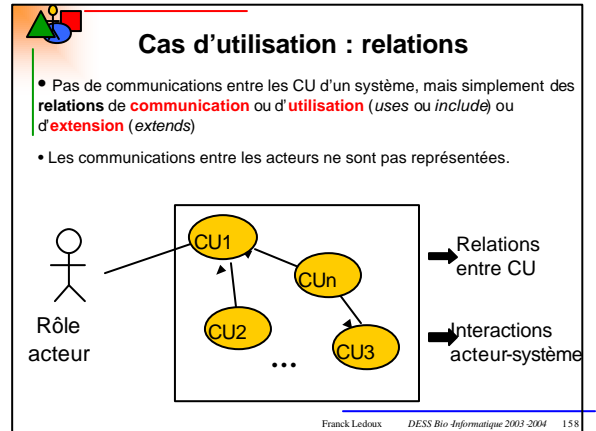 Cas d'utilisation : relations
• Pas de communications entre les CU d'un système, mais simplement des
relations de communication ou d'utilisation (uses ou include) ou
d'extension (extends)
• Les communications entre les acteurs ne sont pas représentées.
CU1
CUn
CU2
CU3
...
Rôle
acteur
Relations
entre CU
Interactions
acteur-système
Franck Ledoux DESS Bio-Informatique 2003-2004 158